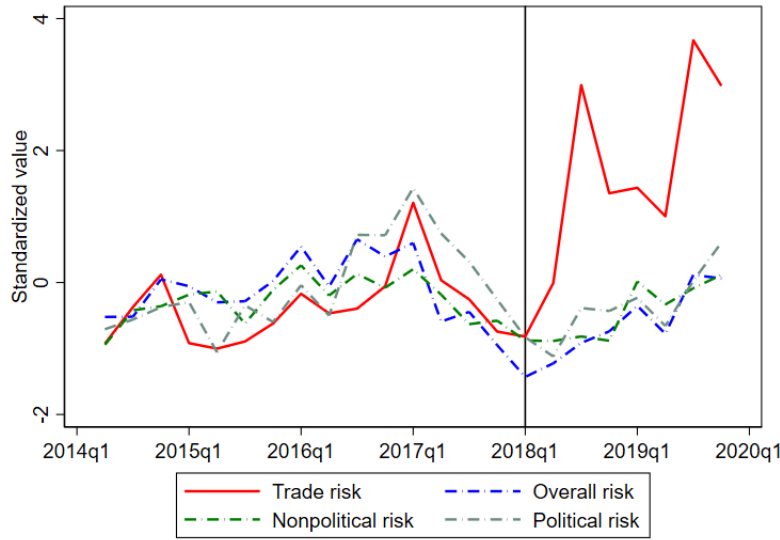 Standardized value
4
2
0
-2
2014q1 2015q1 2016q1 2017q1 2018q1 2019q1 2020q1
Trade risk Overall risk
Nonpolitical risk Political risk